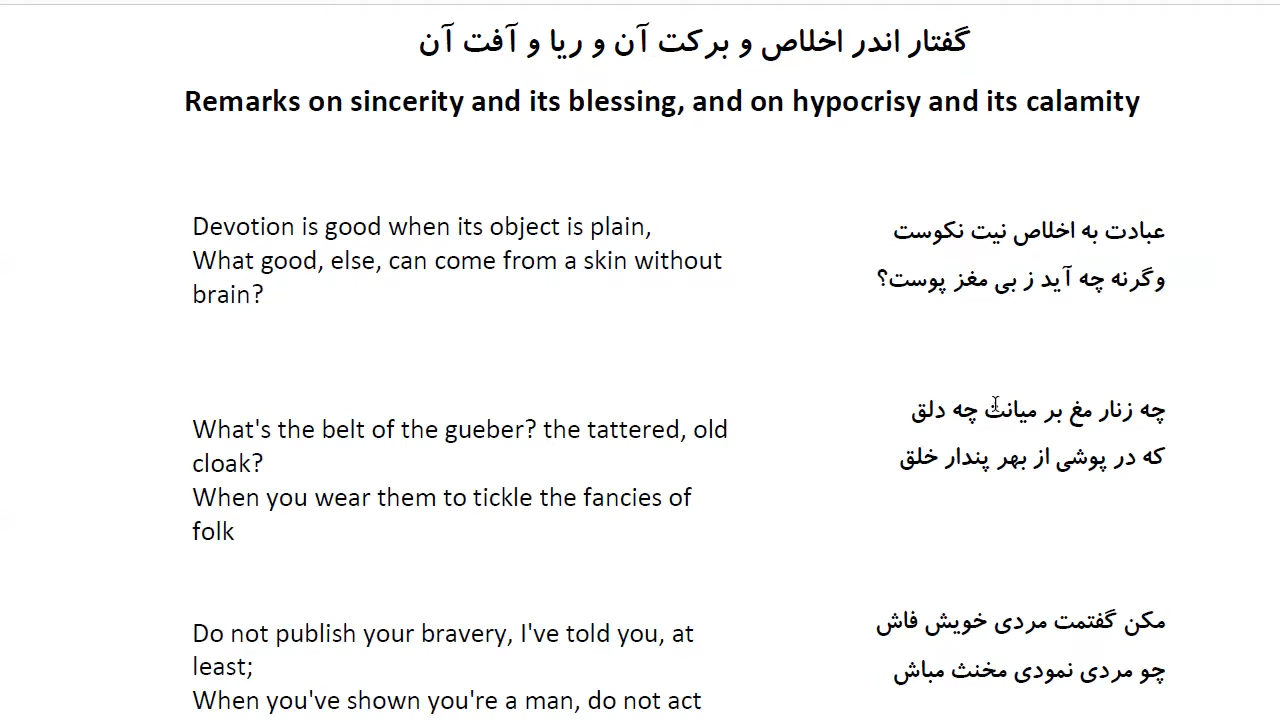 گفتار اندر اخلاص و برکت آن و ریا و آفت آن
Remarks on sincerity and its blessing, and on hypocrisy and its calamity
Devotion is good when its object is plain,
What good, else, can come from a skin without
brain?
عبادت به اخلاص نیت نکوست
وگرنه چه آید ز بی مغز پوست؟
What's the belt of the gueber? the tattered, old
cloak?
When you wear them to tickle the fancies of
folk
چه زنار مغ بر میانت چه دلق
که در پوشی از بهر پندار خلق
Do not publish your bravery, I've told you, at
least;
When you've shown you're a man, do not act
مکن گفتمت مردی خویش فاش
چو مردی نمودی مخنث مباش